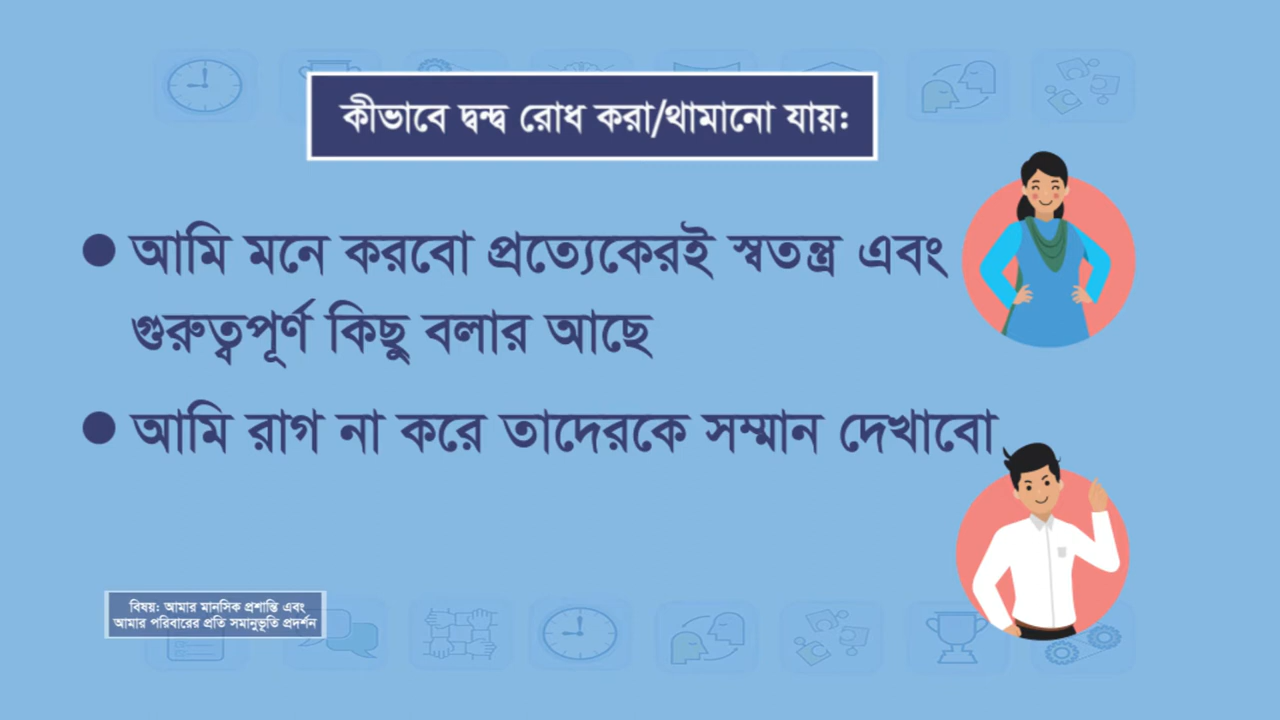 কীভাবে দ্বন্দ্ব রোধ করা/থামানো যায়:
● আমি মনে করবো প্রত্যেকেরই স্বতন্ত্র এবং
গুরুত্বপূর্ণ কিছু বলার আছে
● আমি রাগ না করে তাদেরকে সম্মান দেখাবো
বিষয়: আমার মানসিক প্রশান্তি এবং
আমার পরিবারের প্রতি সমানুভূতি প্রদর্শন